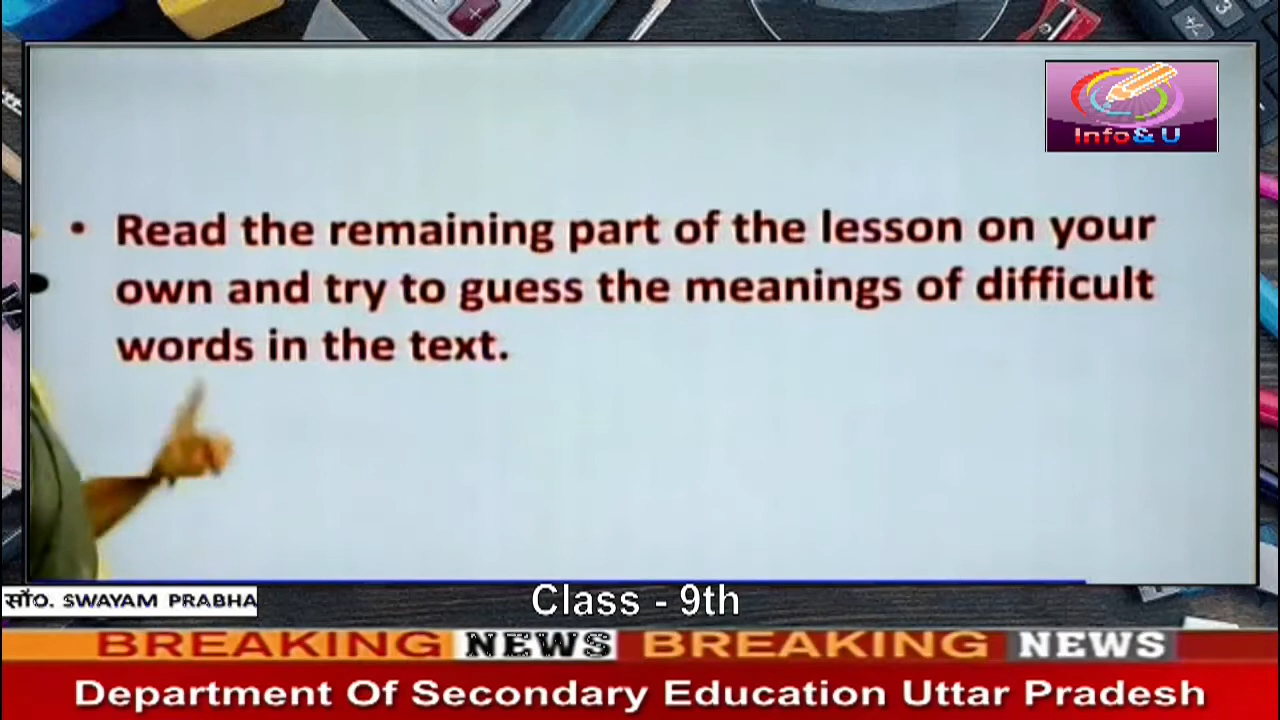 Info& U
• Read the remaining part of the lesson on your
own and try to guess the meanings of difficult
words in the text.
सौ0. SWAYAM PRABHA
Class - 9th
BREAKING NEWS BREAKING NEWS
Department Of Secondary Education Uttar Pradesh